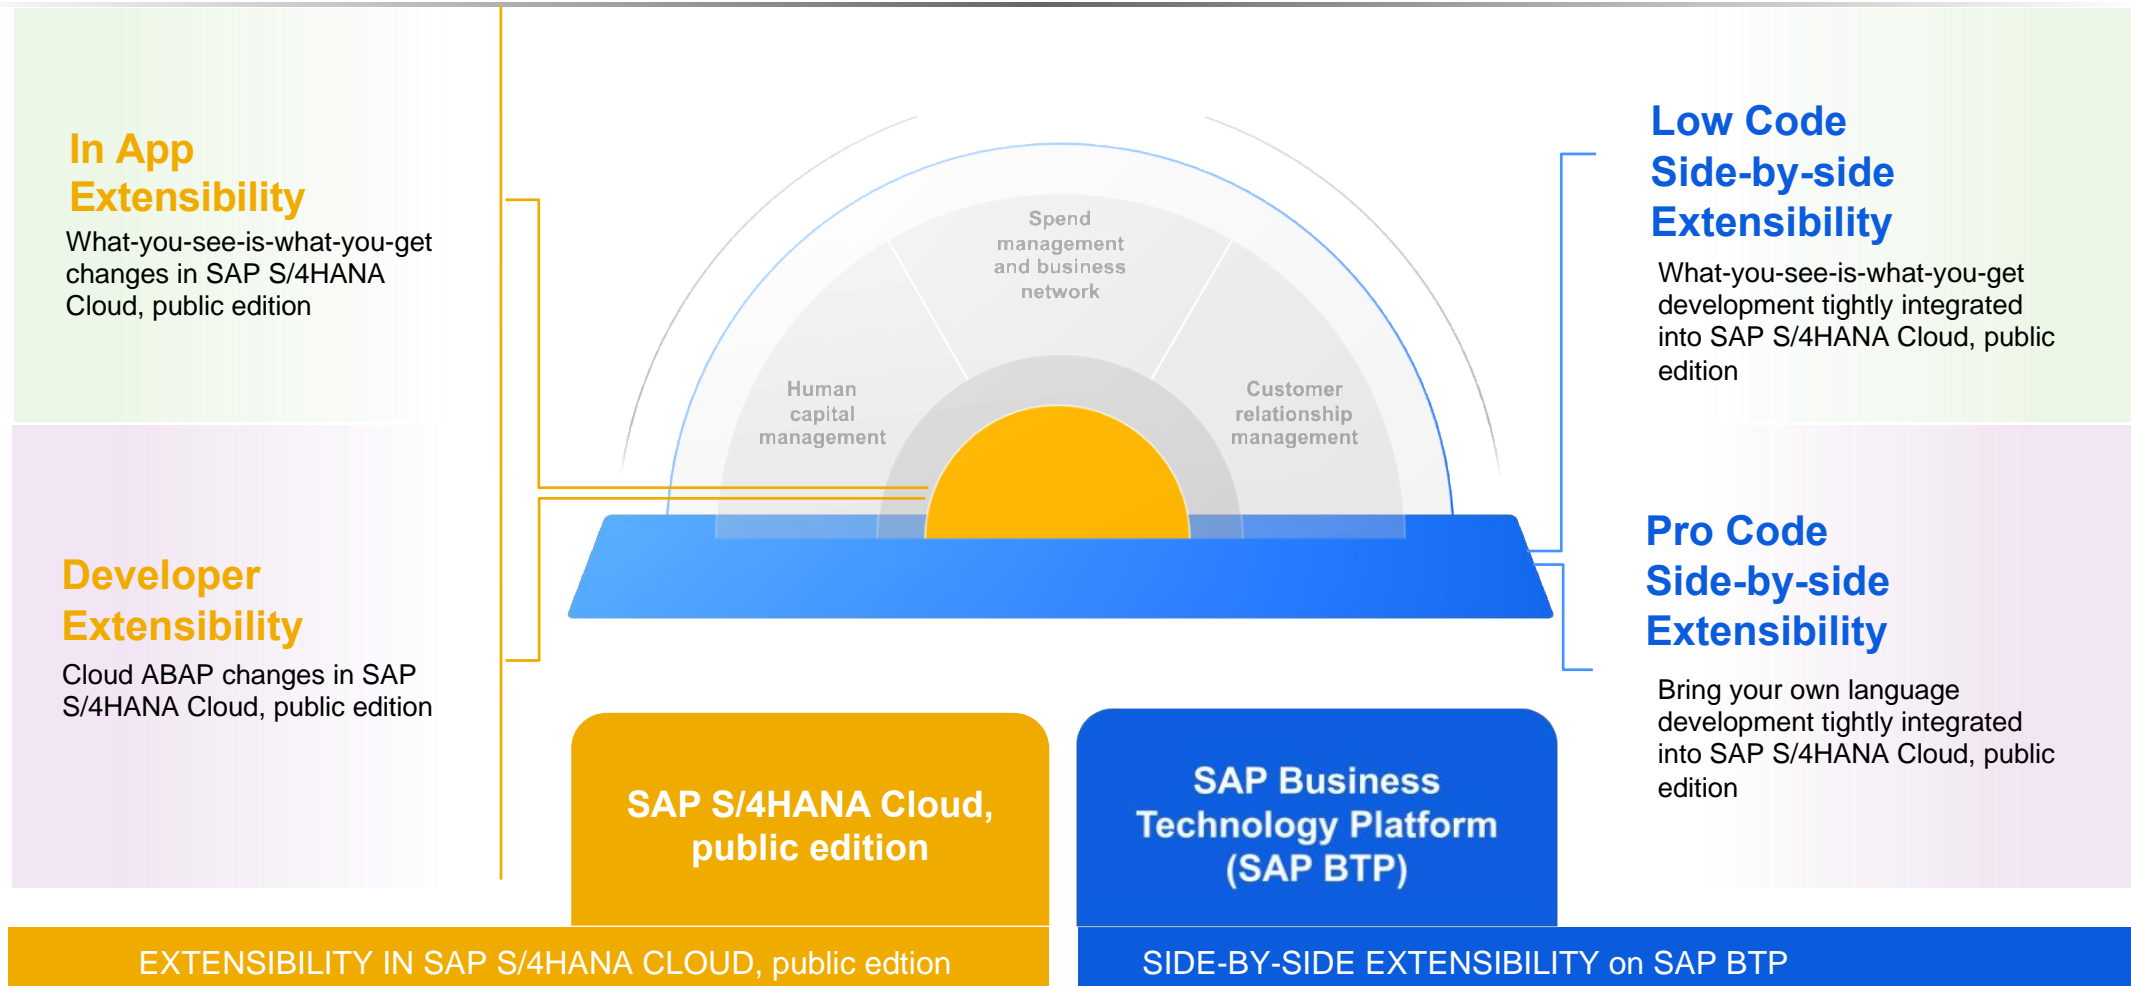 In App
Extensibility
What-you-see-is-what-you-get
changes in SAP S/4HANA
Cloud, public edition
Developer
Extensibility
Cloud ABAP changes in SAP
S/4HANA Cloud, public edition
Spend
management
and business
network
Human
capital
management
Customer
relationship
management
Low Code
Side-by-side
Extensibility
What-you-see-is-what-you-get
development tightly integrated
into SAP S/4HANA Cloud, public
edition
Pro Code
Side-by-side
Extensibility
Bring your own language
development tightly integrated
into SAP S/4HANA Cloud, public
edition
SAP S/4HANA Cloud,
public edition
SAP Business
Technology Platform
(SAP BTP)
EXTENSIBILITY IN SAP S/4HANA CLOUD, public edtion
SIDE-BY-SIDE EXTENSIBILITY on SAP BTP